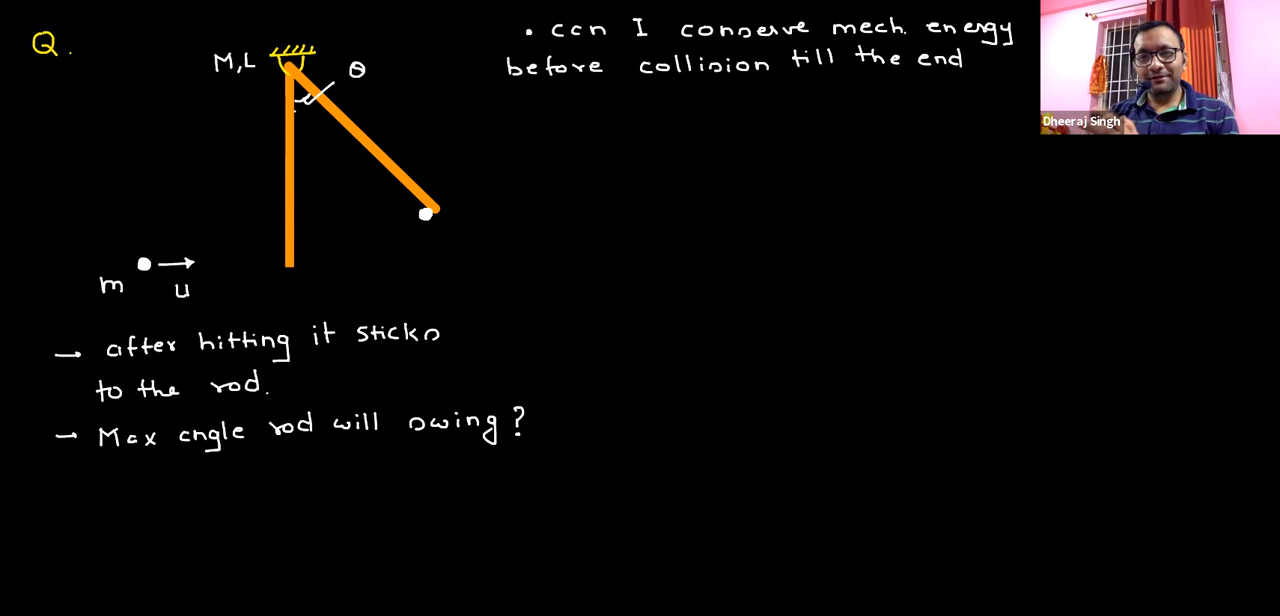 Q.
M,L
θ
• can I conserve mech. energy
before collision till the end
Dheeraj Singh
m
u
→ after hitting it sticks
to the rod.
→ Max angle rod will swing?